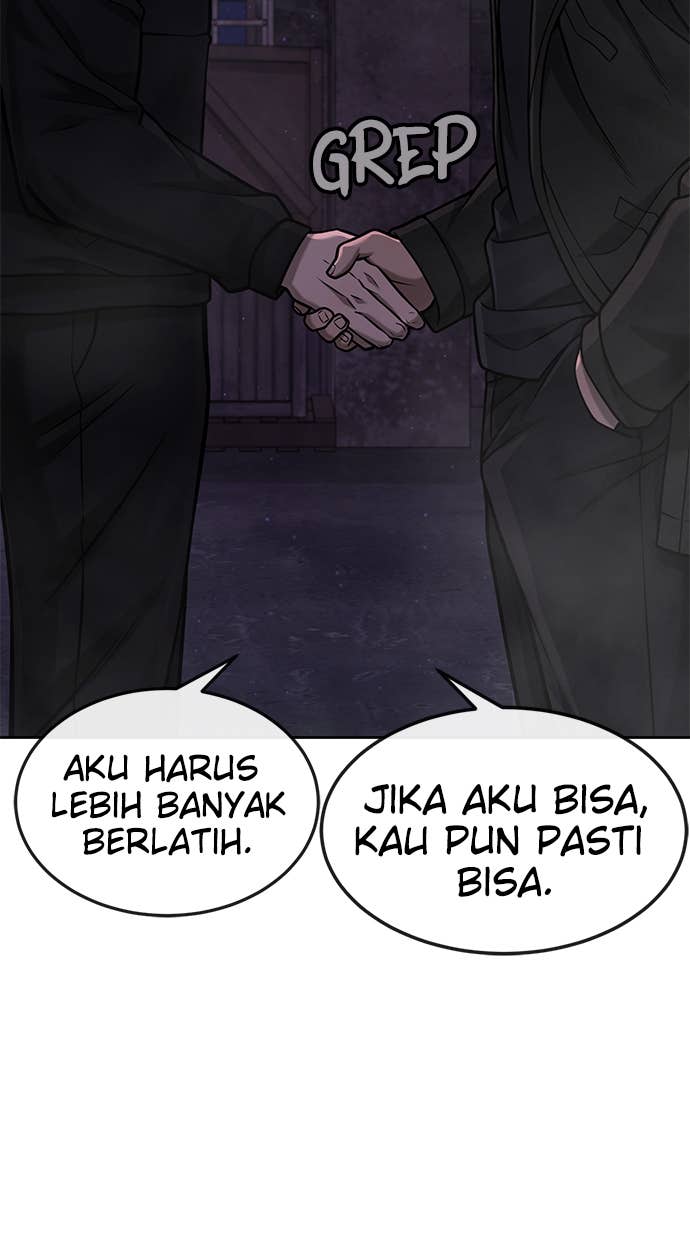 GREP
AKU HARUS
LEBIH BANYAK
BERLATIH.
JIKA AKU BISA,
KAU PUN PASTI
BISA.